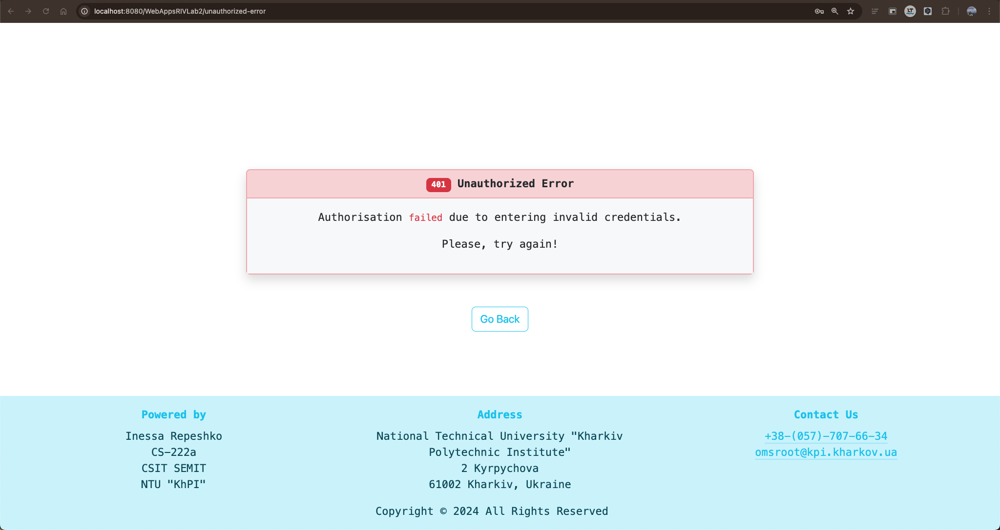 localhost:8080/WebAppsRIVLab2/unauthorized-error
LT
401 Unauthorized Error
Authorisation failed due to entering invalid credentials.
Please, try again!
Go Back
Powered by
Inessa Repeshko
CS-222a
CSIT SEMIT
NTU "KhPI"
Address
National Technical University "Kharkiv
Polytechnic Institute"
2 Kyrpychova
61002 Kharkiv, Ukraine
Contact Us
+38-(057)-707-66-34
omsroot@kpi.kharkov.ua
Copyright © 2024 All Rights Reserved